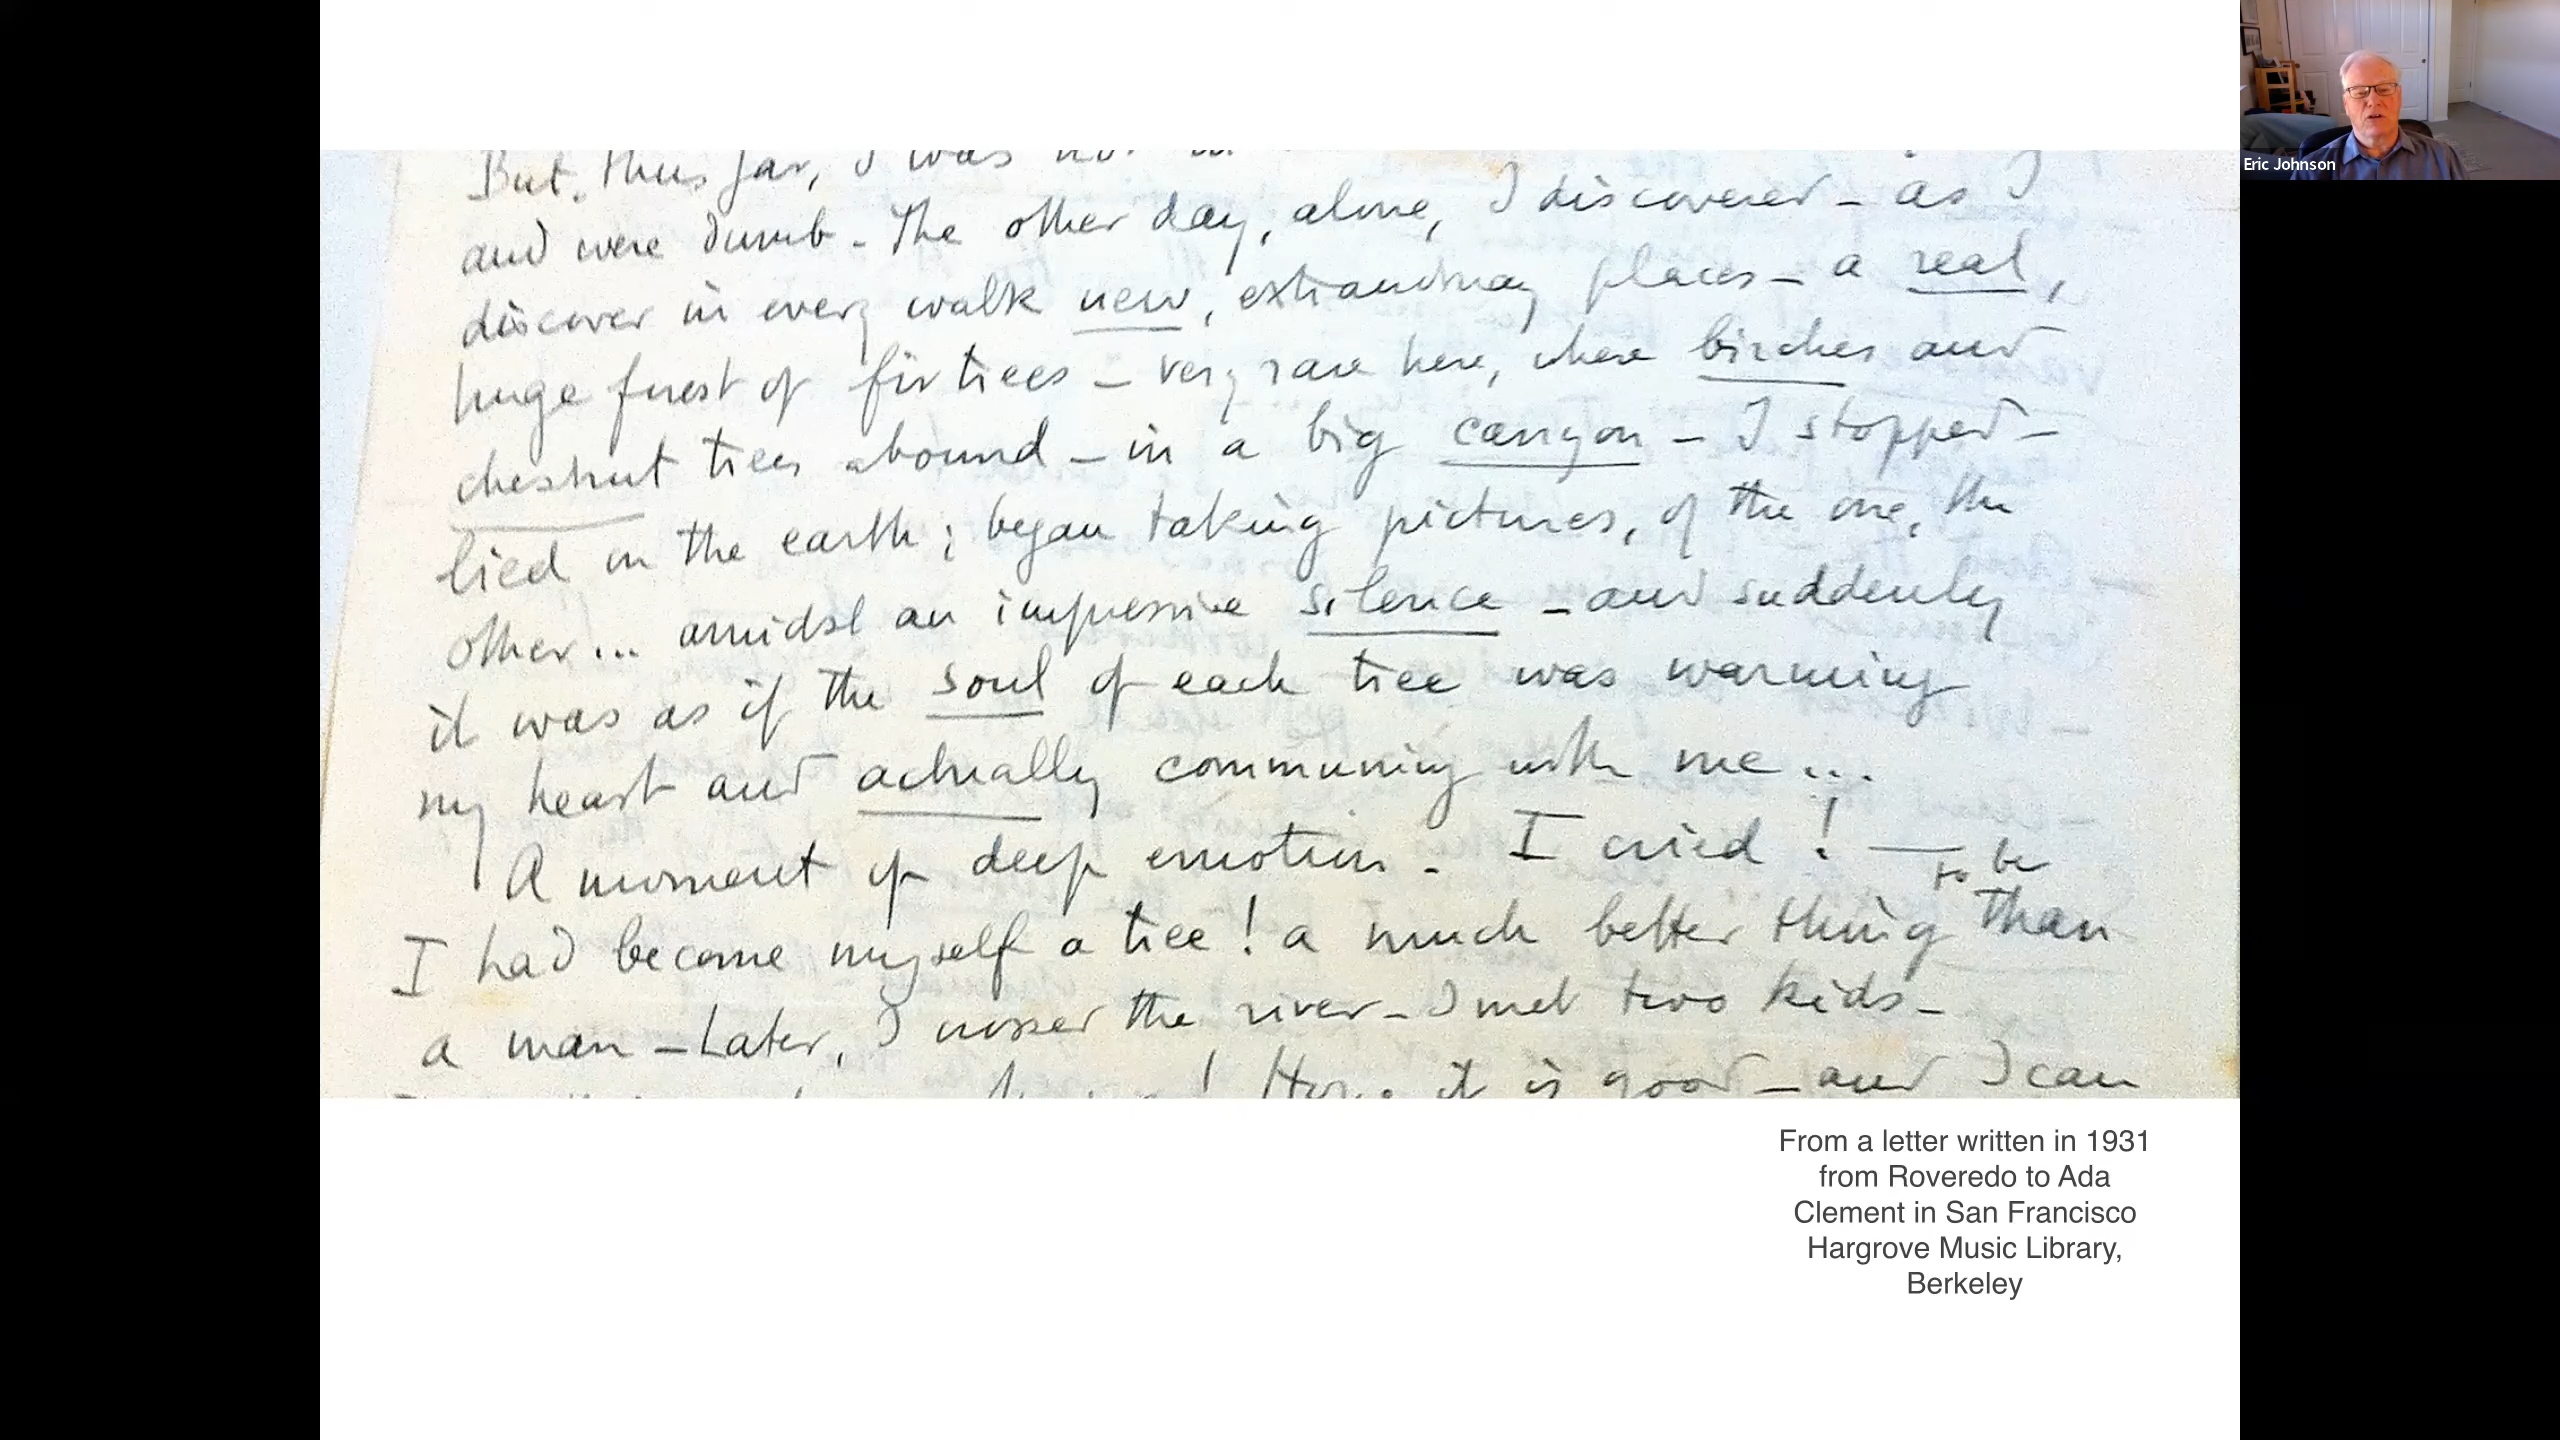 But, thus far, I was not
and were dumb - The other day, alone, I discovered - as I
discover in every walk new, extraordinay places - a real,
huge forest of fir trees - very rare here, where birches and
chesnut trees abound - in a big canyon - I stopped -
lied on the earth; began taking pictures, of the one, the
other... amidst an impressive silence - and suddenly
it was as if the soul of each tree was warming
my heart and actually communing with me...
A moment of deep emotion. I cried! —
to be
I had become myself a tree! a much better thing than
a man - Later, I crossed the river - I met two kids -
! Here it is good - and I can
From a letter written in 1931
from Roveredo to Ada
Clement in San Francisco
Hargrove Music Library,
Berkeley
Eric Johnson